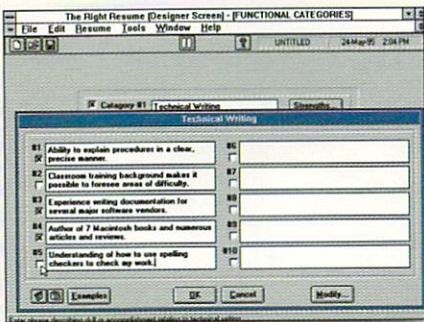 The Right Resume [Designer Screen] - [FUNCTIONAL CATEGORIES]
File Edit Resume Tools Window Help
UNTITLED 24-May-95 2:04 PM
Category #1 Technical Writing Strengths...
Technical Writing
#1 Ability to explain procedures in a clear,
precise manner.
#2 Classroom training background makes it
possible to foresee areas of difficulty.
#3 Experience writing documentation for
several major software vendors.
#4 Author of 7 Macintosh books and numerous
articles and reviews.
#5 Understanding of how to use spelling
checkers to check my work.
#6
#7
#8
#9
#10
Examples OK Cancel Modify...